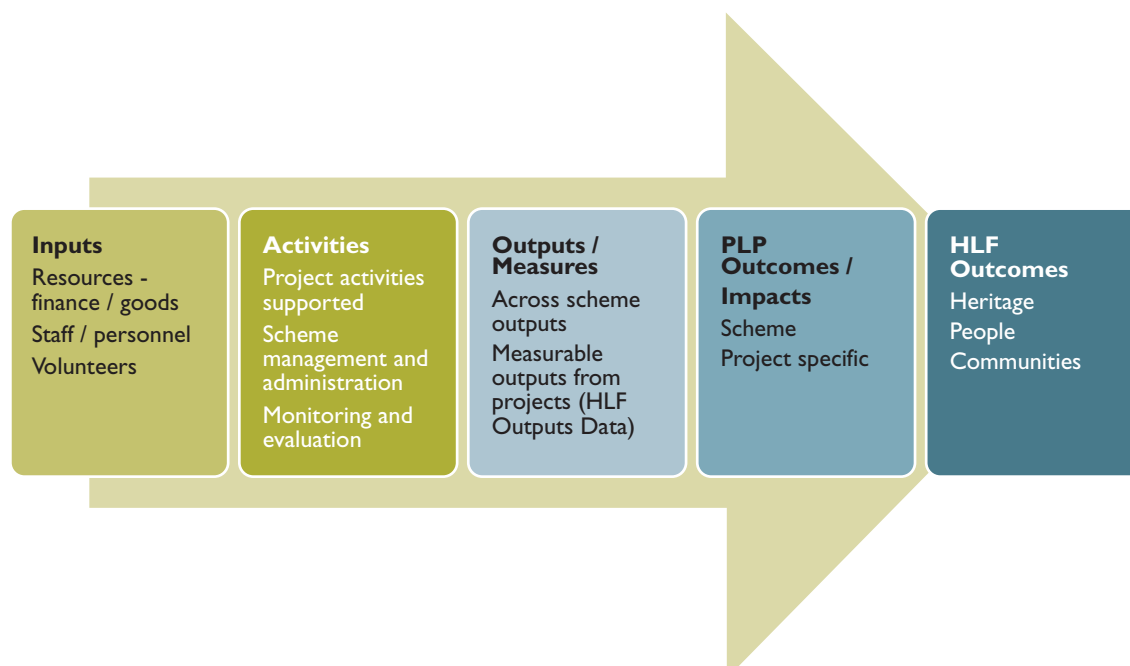 Inputs
Resources -
finance / goods
Staff / personnel
Volunteers
Activities
Project activities
supported
Scheme
management and
administration
Monitoring and
evaluation
Outputs /
Measures
Across scheme
outputs
Measurable
outputs from
projects (HLF
Outputs Data)
PLP
Outcomes /
Impacts
Scheme
Project specific
HLF
Outcomes
Heritage
People
Communities